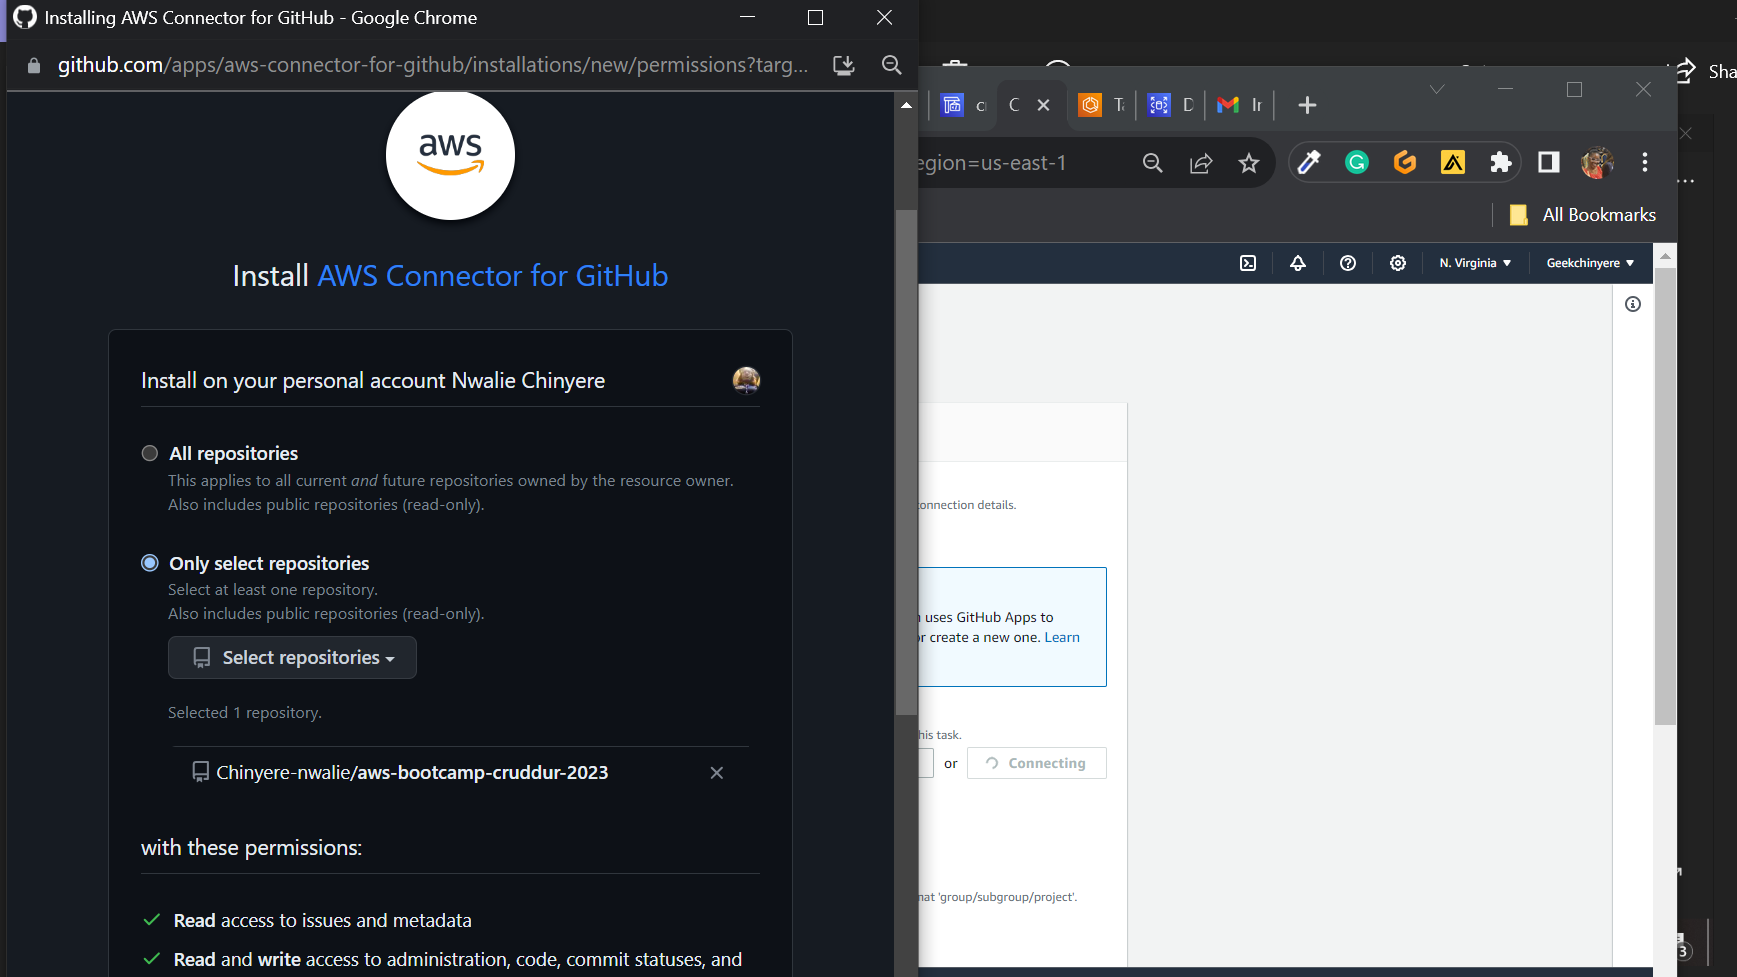 Installing AWS Connector for GitHub - Google Chrome
github.com/apps/aws-connector-for-github/installations/new/permissions?targ...
aws
Install AWS Connector for GitHub
Install on your personal account Nwalie Chinyere
All repositories
This applies to all current and future repositories owned by the resource owner.
Also includes public repositories (read-only).
Only select repositories
Select at least one repository.
Also includes public repositories (read-only).
Select repositories
Selected 1 repository.
Chinyere-nwalie/aws-bootcamp-cruddur-2023
with these permissions:
Read access to issues and metadata
Read and write access to administration, code, commit statuses, and
Sha
C
D
egion=us-east-1
All Bookmarks
N. Virginia
Geekchinyere
onnection details.
uses GitHub Apps to
or create a new one. Learn
his task.
or
Connecting
nat 'group/subgroup/project'.
3